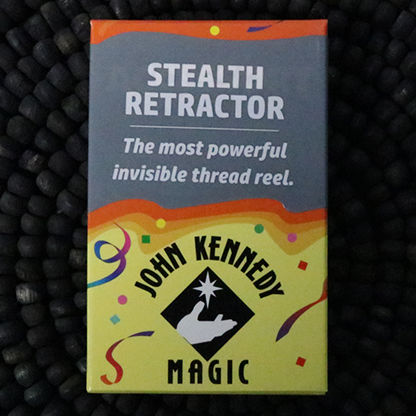 STEALTH
RETRACTOR
The most powerful
invisible thread reel.
JOHN KENNEDY
MAGIC